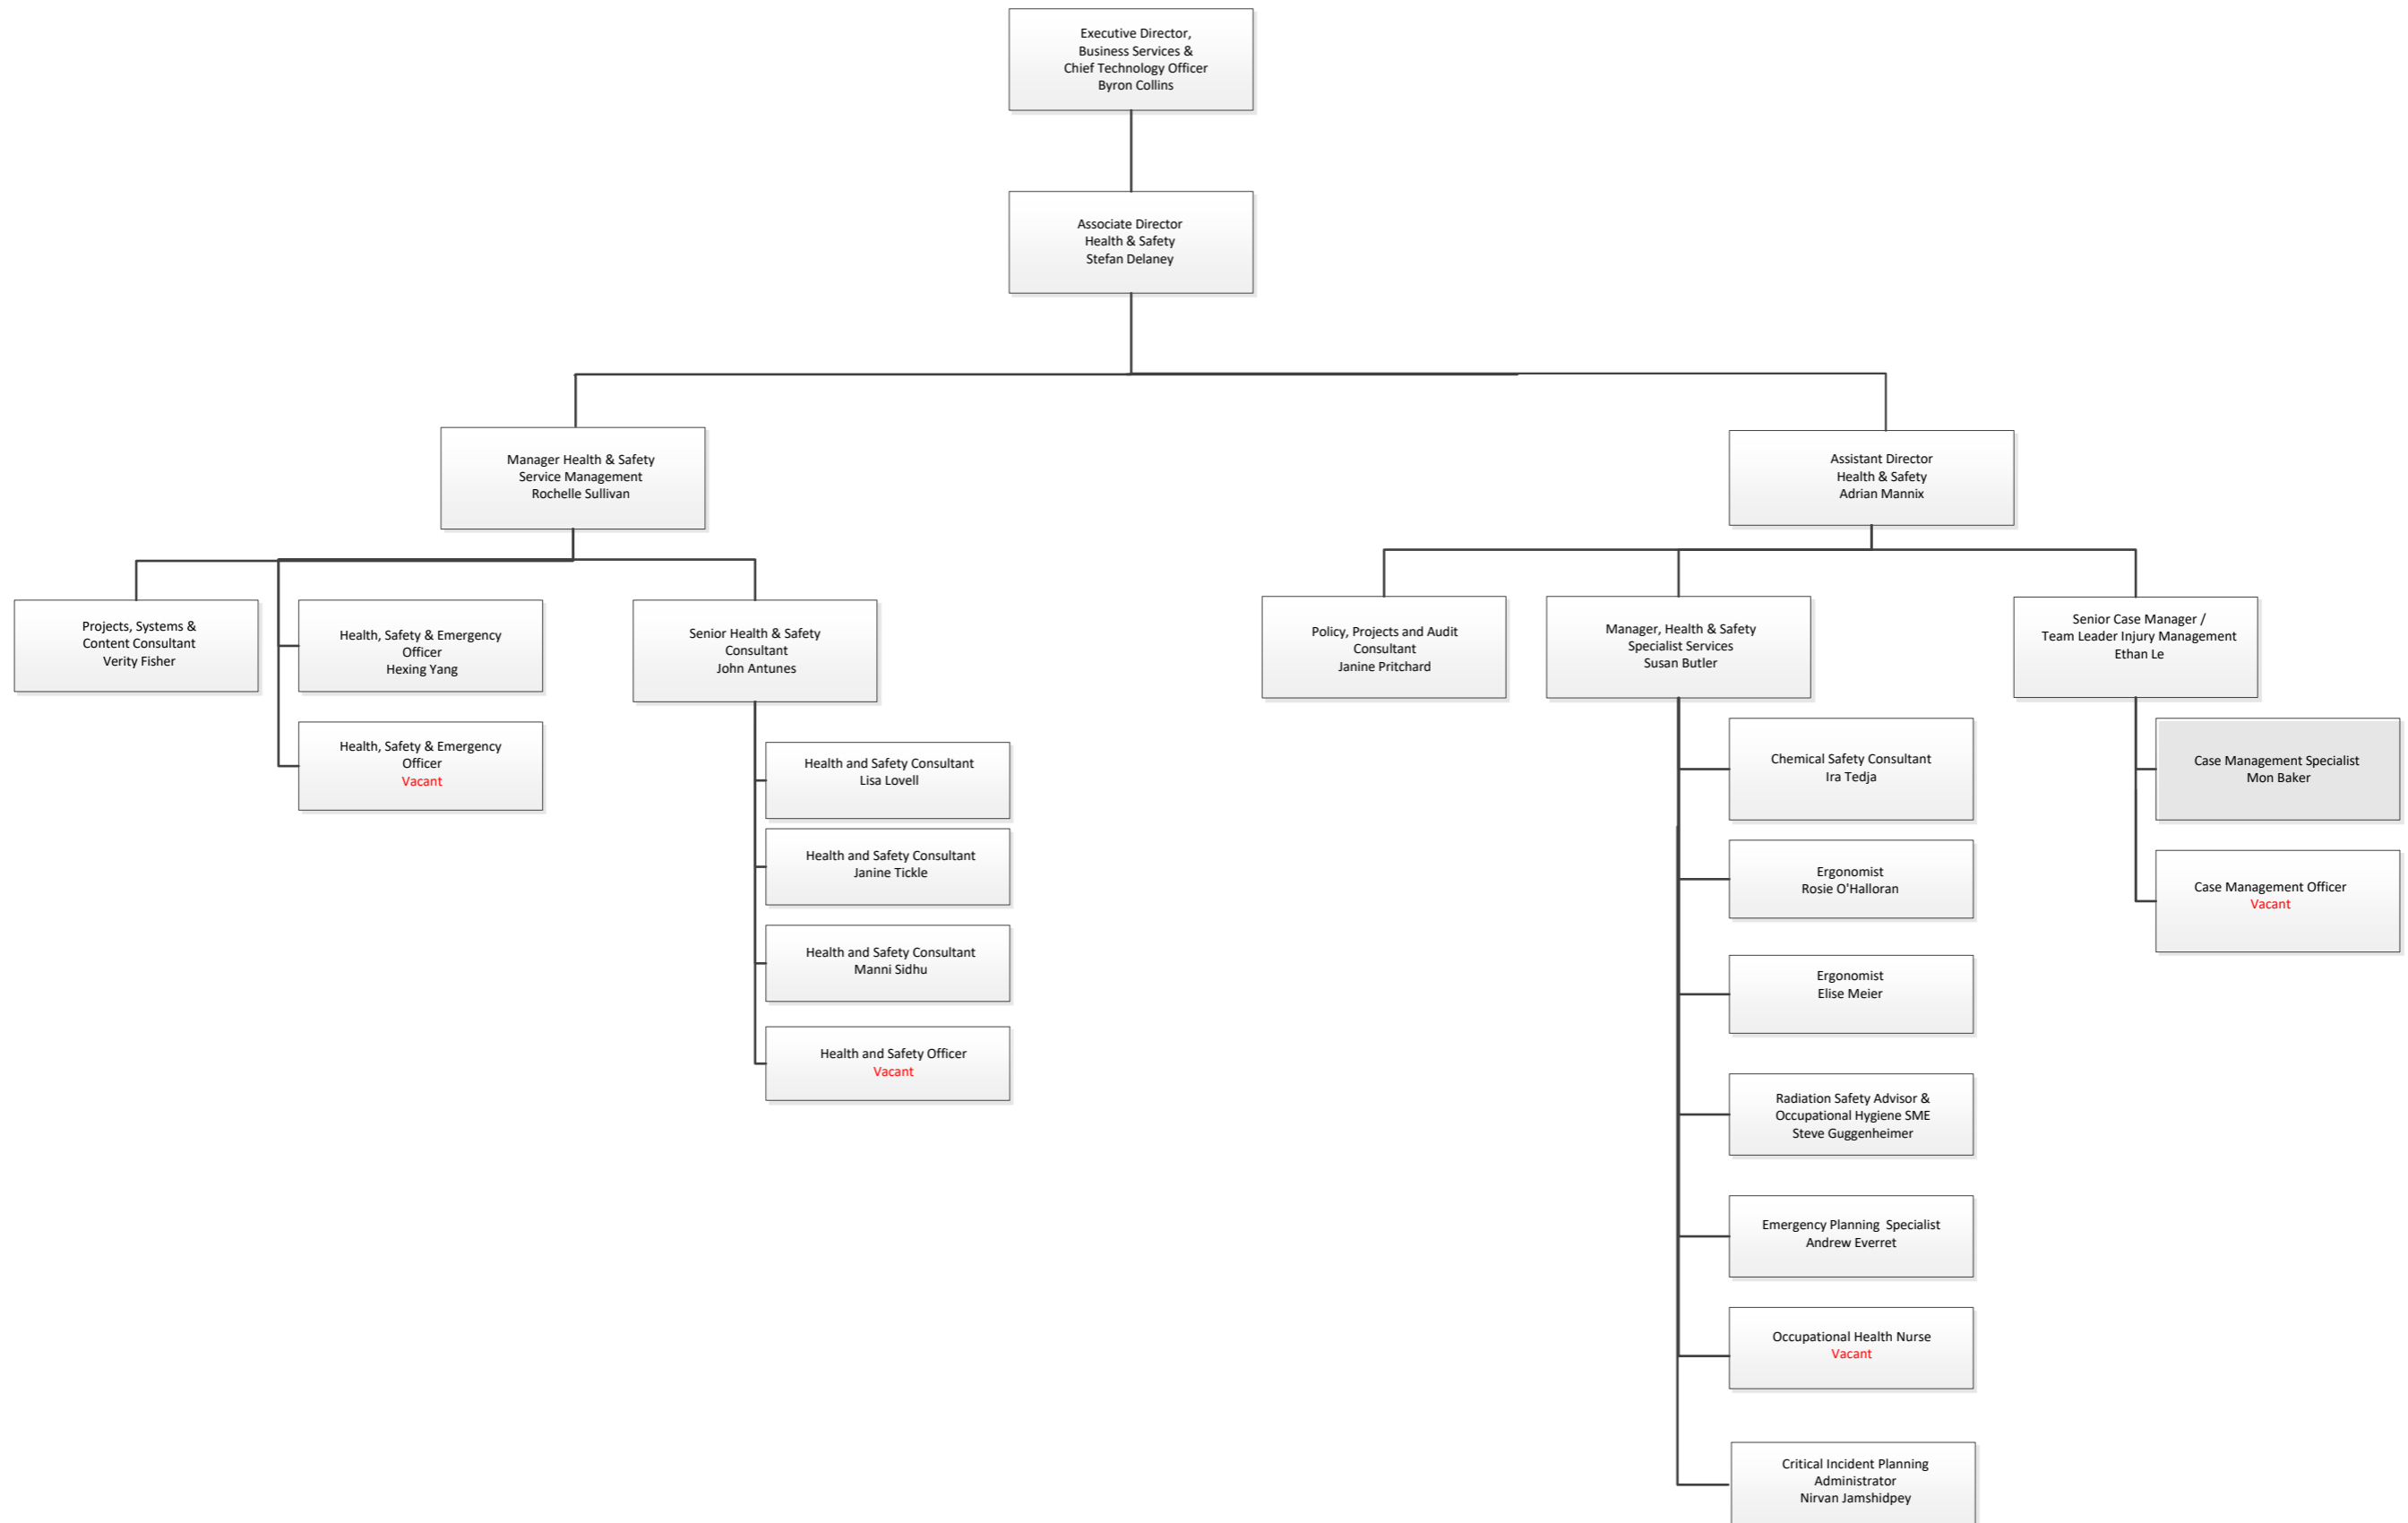 Executive Director,
Business Services &
Chief Technology Officer
Byron Collins
Associate Director
Health & Safety
Stefan Delaney
Manager Health & Safety
Service Management
Rochelle Sullivan
Assistant Director
Health & Safety
Adrian Mannix
Projects, Systems &
Content Consultant
Verity Fisher
Health, Safety & Emergency
Officer
Hexing Yang
Senior Health & Safety
Consultant
John Antunes
Policy, Projects and Audit
Consultant
Janine Pritchard
Manager, Health & Safety
Specialist Services
Susan Butler
Senior Case Manager /
Team Leader Injury Management
Ethan Le
Health, Safety & Emergency
Officer
Vacant
Health and Safety Consultant
Lisa Lovell
Health and Safety Consultant
Janine Tickle
Health and Safety Consultant
Manni Sidhu
Health and Safety Officer
Vacant
Chemical Safety Consultant
Ira Tedja
Ergonomist
Rosie O'Halloran
Ergonomist
Elise Meier
Radiation Safety Advisor &
Occupational Hygiene SME
Steve Guggenheimer
Emergency Planning  Specialist
Andrew Everret
Occupational Health Nurse
Vacant
Critical Incident Planning
Administrator
Nirvan Jamshidpey
Case Management Specialist
Mon Baker
Case Management Officer
Vacant